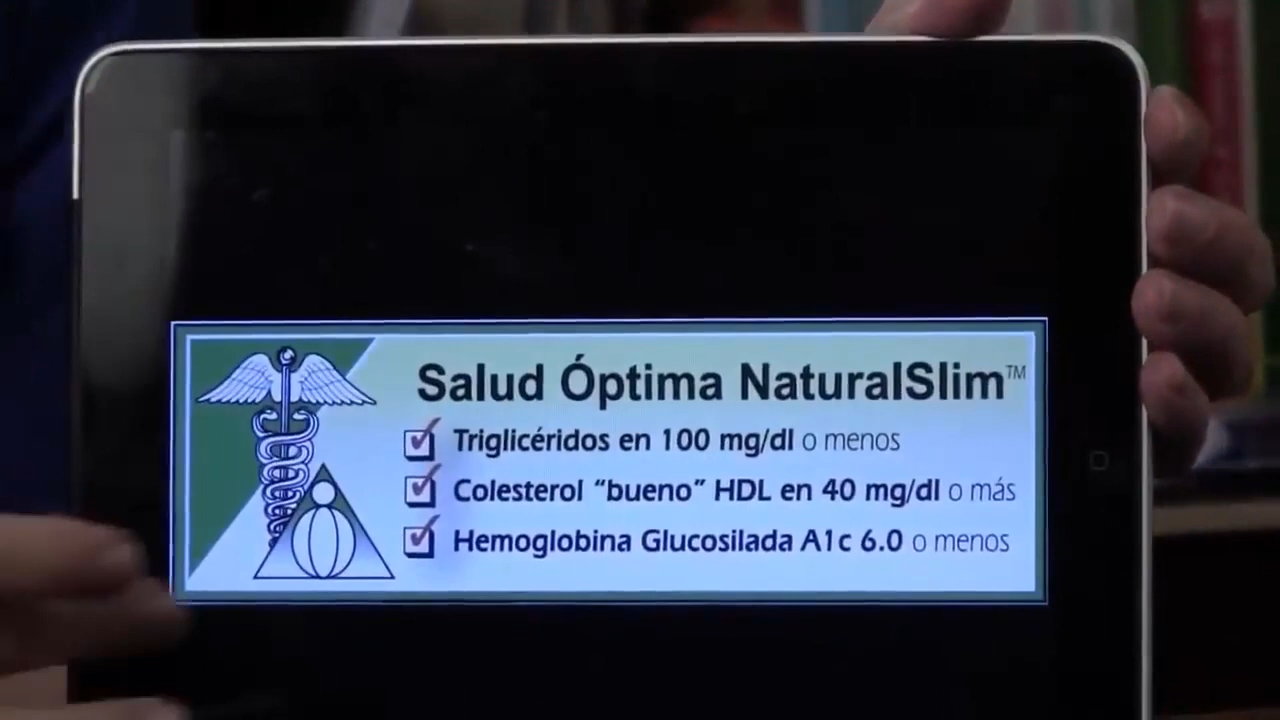 Salud Óptima NaturalSlim™
Triglicéridos en 100 mg/dl o menos
Colesterol “bueno” HDL en 40 mg/dl o más
Hemoglobina Glucosilada A1c 6.0 o menos